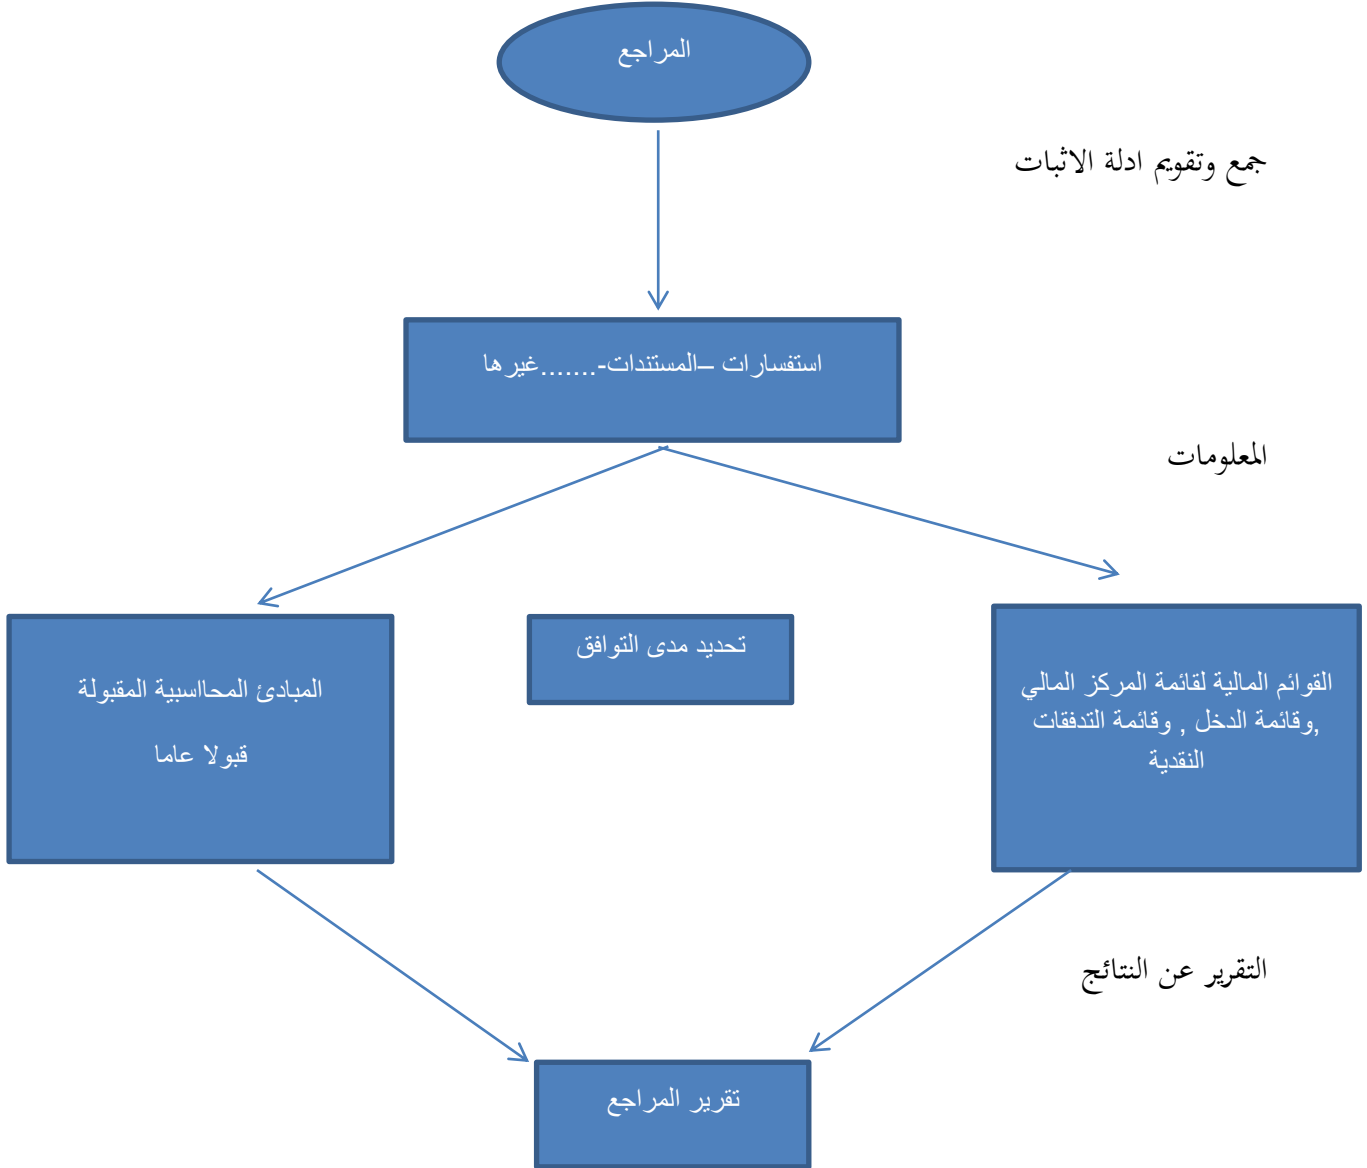 المراجع
جمع وتقويم ادلة الاثبات
استفسارات –المستندات-.......غيرها
المعلومات
القوائم المالية لقائمة المركز المالي
,وقائمة الدخل , وقائمة التدفقات
النقدية
تحديد مدى التوافق
المبادئ المحااسبية المقبولة
قبولا عاما
التقرير عن النتائج
تقرير المراجع